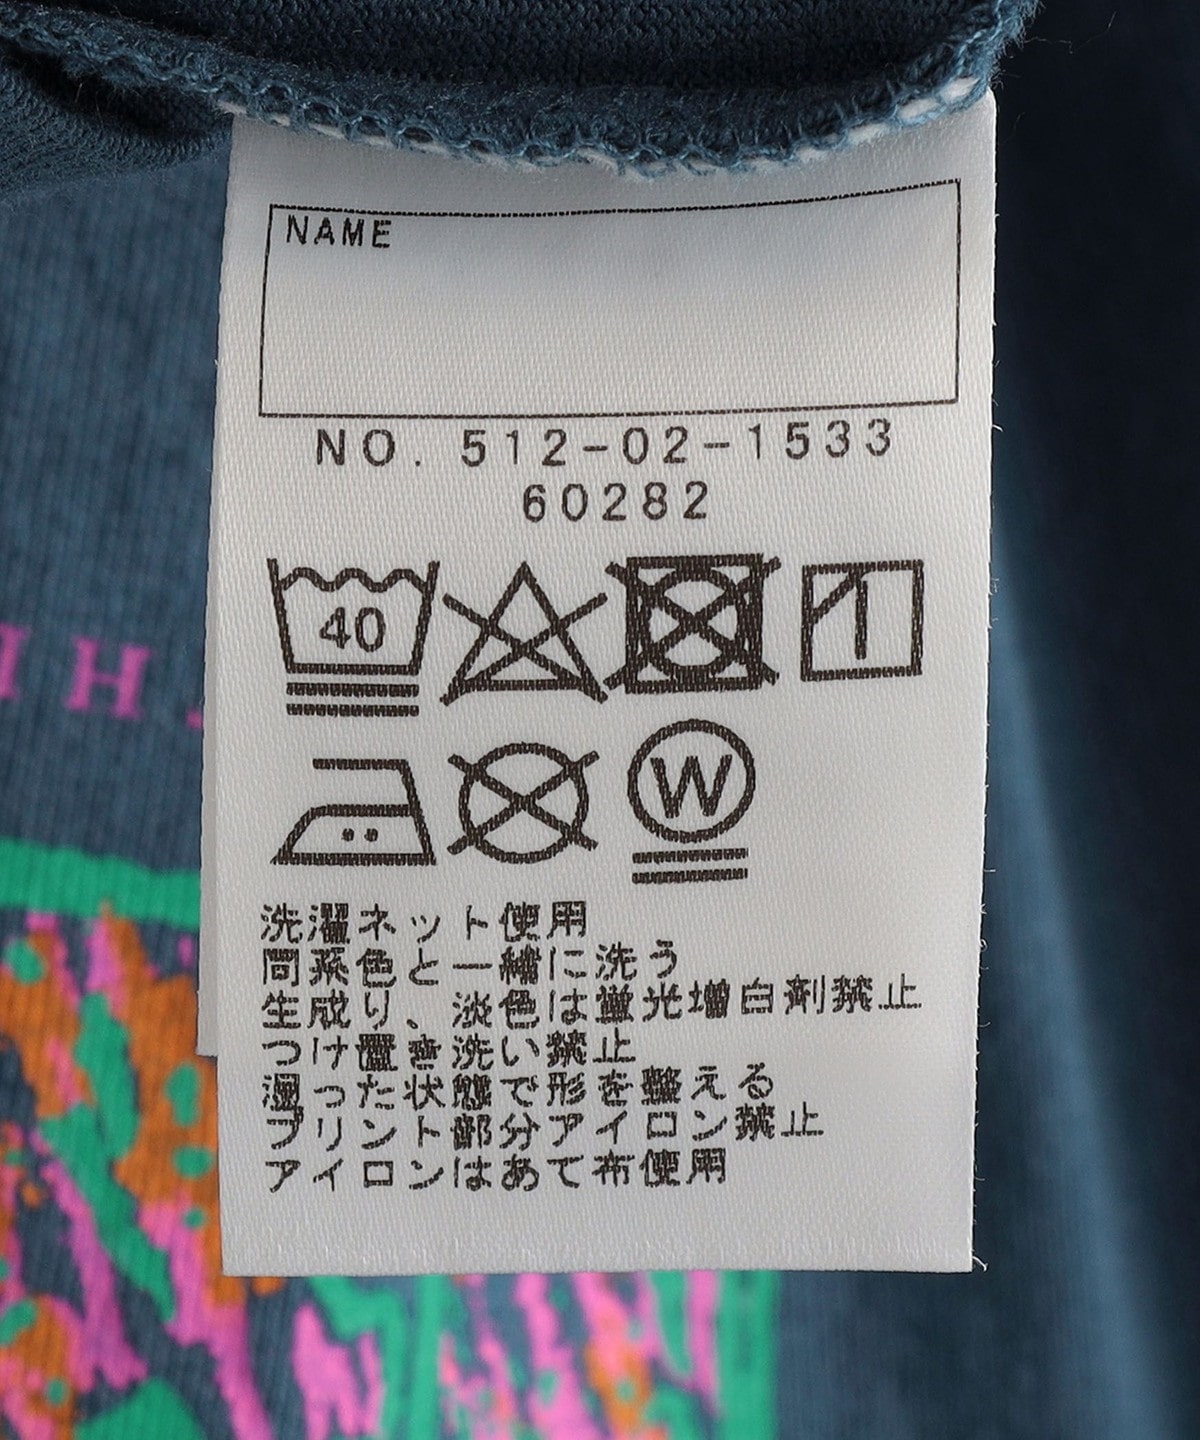 NAME
NO. 512-02-1533
60282
40
W
洗濯ネット使用
同系色と一緒に洗う
生成り、淡色は蛍光増白剤禁止
つけ置き洗い禁止
湿った状態で形を整える
プリント部分アイロン禁止
アイロンはあて布使用